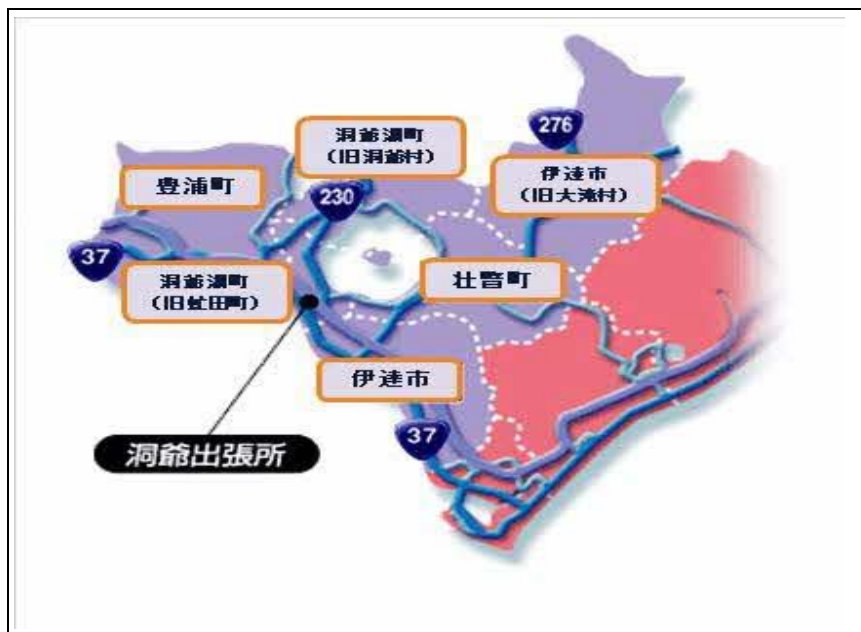 276
洞爺湖町
(旧洞爺村)
伊達市
(旧大滝村)
豊浦町
230
37
洞爺湖町
(旧虻田町)
壮瞥町
伊達市
37
洞爺出張所